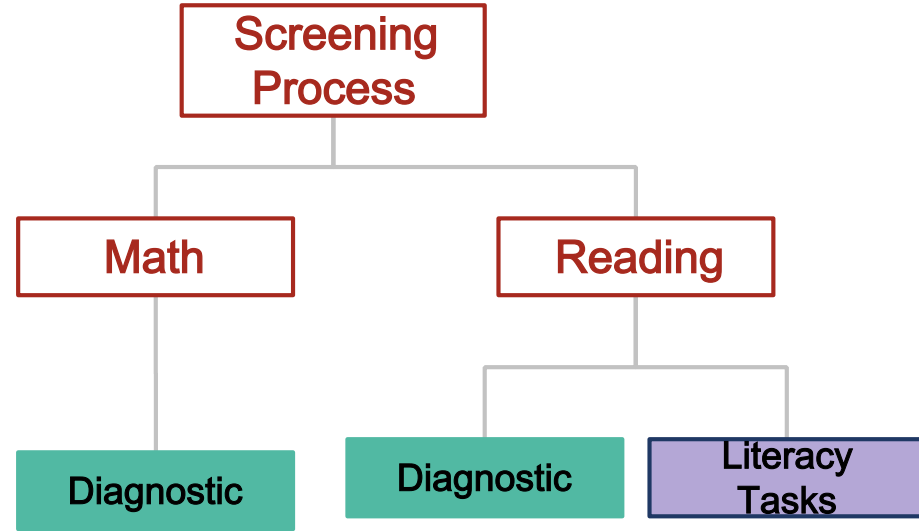 Screening
Process
Math
Reading
Diagnostic
Diagnostic
Literacy
Tasks